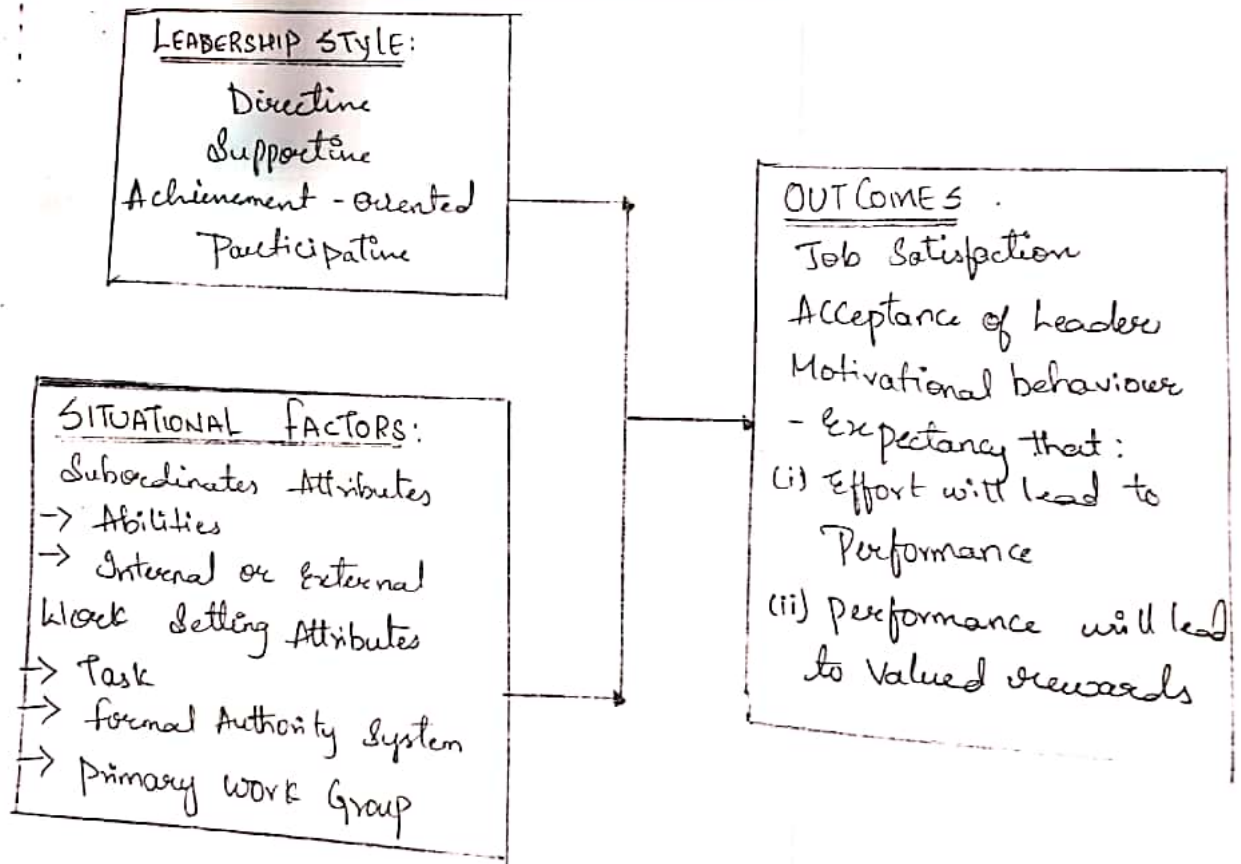 LEADERSHIP STYLE:
Directive
Supportive
Achievement - oriented
Participative
SITUATIONAL FACTORS:
Subordinates Attributes
-> Abilities
-> Internal or External
Work Setting Attributes
-> Task
-> formal Authority System
-> primary work Group
OUTCOMES
Job Satisfaction
Acceptance of Leader
Motivational behaviour
- Expectancy that:
(i) Effort will lead to
Performance
(ii) performance will lead
to valued rewards